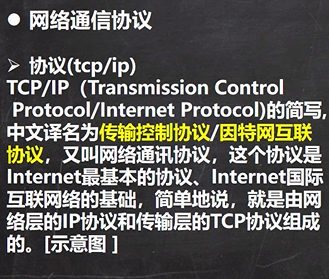 ● 网络通信协议
➢ 协议(tcp/ip)
TCP/IP（Transmission Control
Protocol/Internet Protocol)的简写,
中文译名为传输控制协议/因特网互联
协议，又叫网络通讯协议，这个协议是
Internet最基本的协议、Internet国际
互联网络的基础，简单地说，就是由网
络层的IP协议和传输层的TCP协议组成
的。[示意图 ]